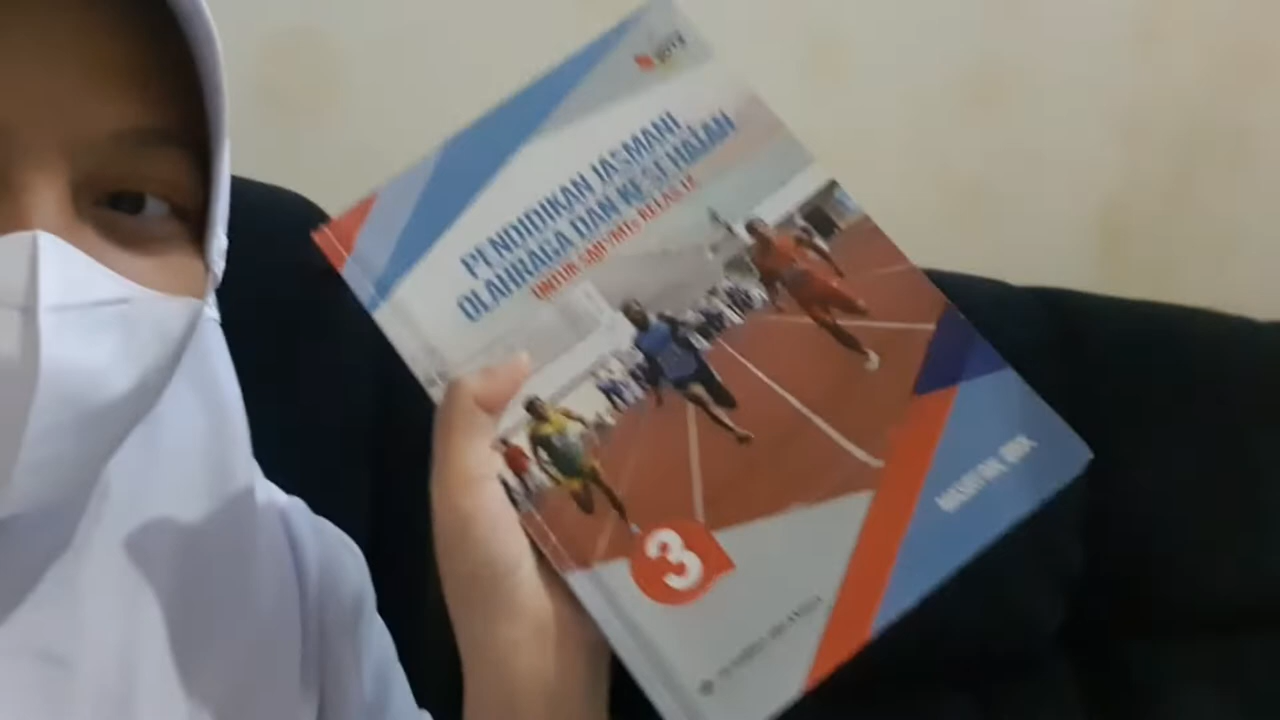 PENDIDIKAN JASMANI
OLAHRAGA DAN KESEHATAN
UNTUK SMP/MTs KELAS IX
3